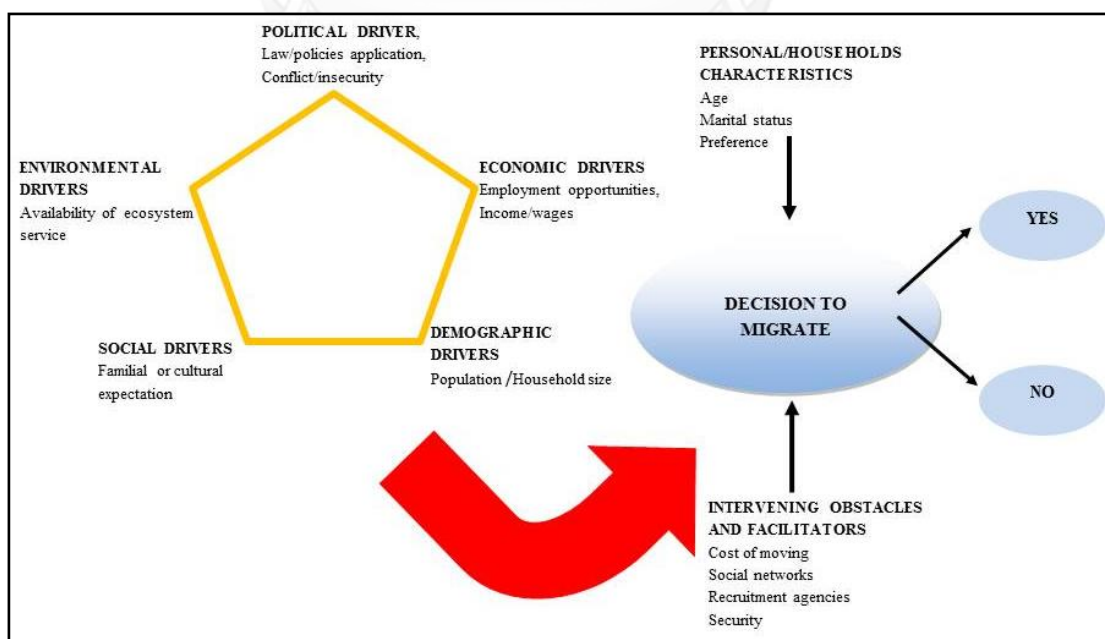 POLITICAL DRIVER,
Law/policies application,
Conflict/insecurity
ENVIRONMENTAL
DRIVERS
Availability of ecosystem
service
ECONOMIC DRIVERS
Employment opportunities,
Income/wages
SOCIAL DRIVERS
Familial or cultural
expectation
DEMOGRAPHIC
DRIVERS
Population /Household size
PERSONAL/HOUSEHOLDS
CHARACTERISTICS
Age
Marital status
Preference
DECISION TO
MIGRATE
YES
NO
INTERVENING OBSTACLES
AND FACILITATORS
Cost of moving
Social networks
Recruitment agencies
Security